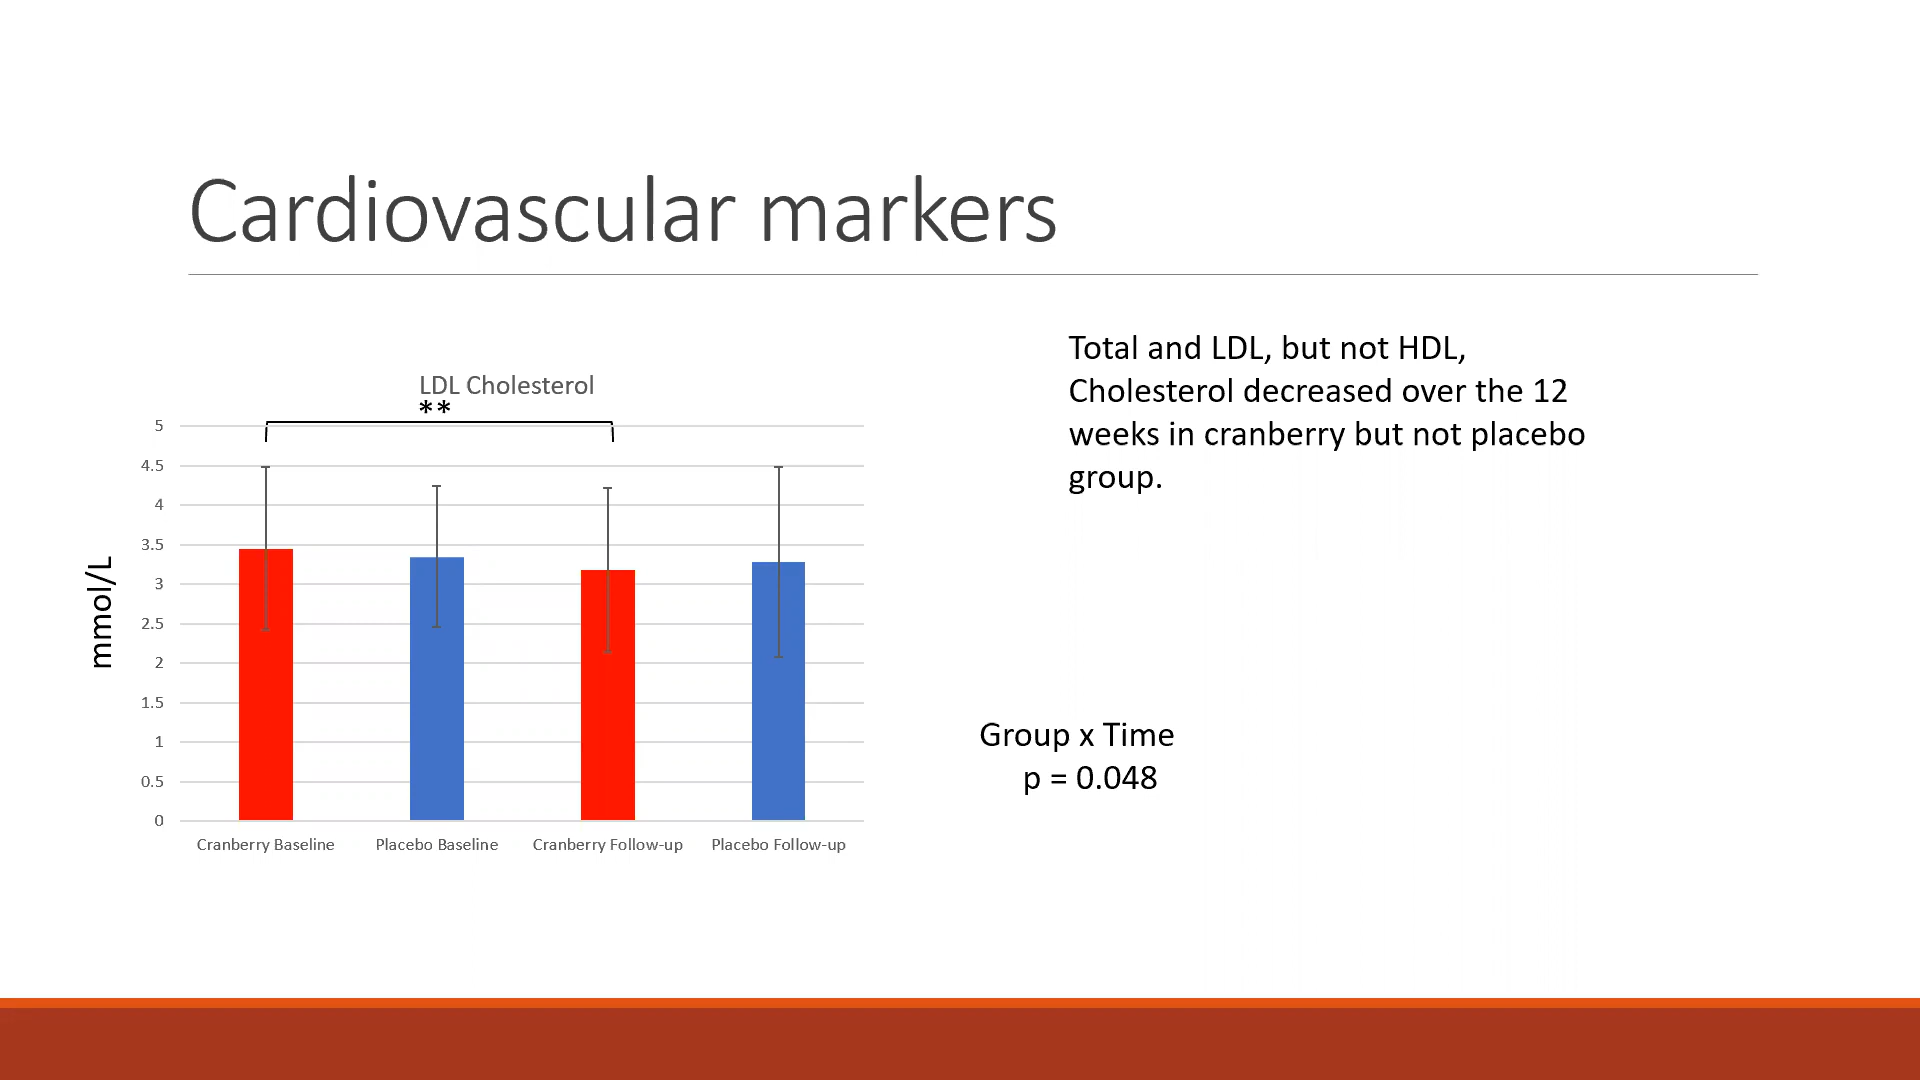 Cardiovascular markers
Total and LDL, but not HDL,
Cholesterol decreased over the 12
weeks in cranberry but not placebo
group.
LDL Cholesterol
**
5
4.5
4
3.5
3
2.5
2
1.5
1
0.5
0
mmol/L
Cranberry Baseline
Placebo Baseline
Cranberry Follow-up
Placebo Follow-up
Group x Time
p = 0.048